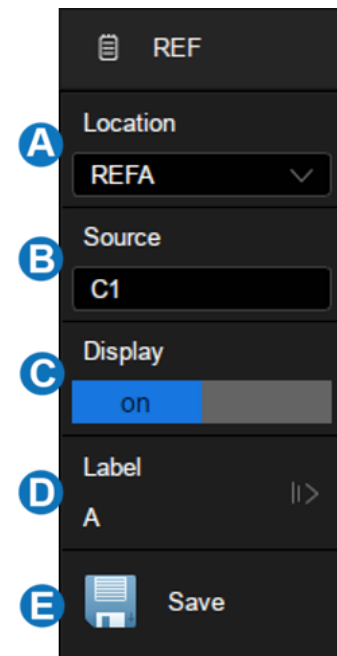 REF
A
Location
REFA
B
Source
C1
C
Display
on
D
Label
A
E
Save